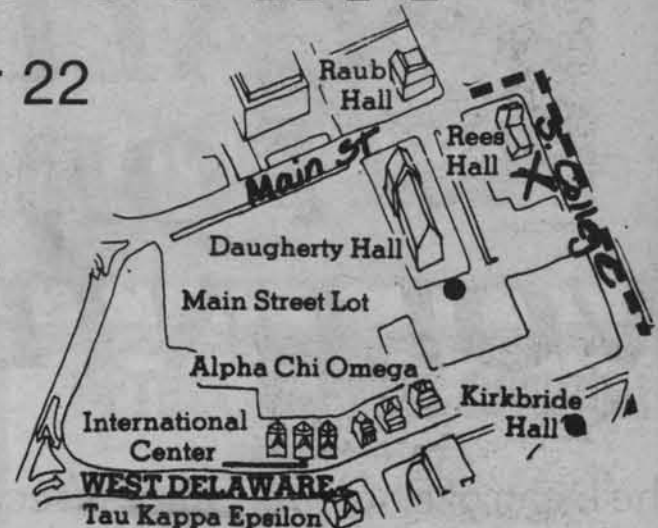 22
Raub
Hall
Main St
Rees
Hall
X
S. College
Daugherty Hall
Main Street Lot
Alpha Chi Omega
Kirkbride
Hall
International
Center
WEST DELAWARE
Tau Kappa Epsilon